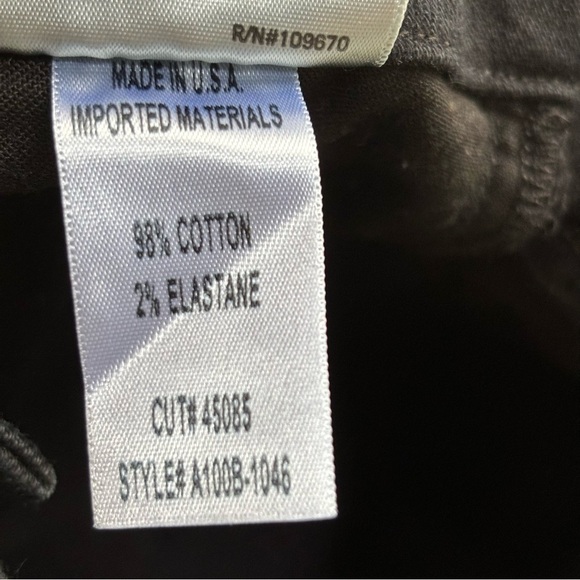 R/N#109670
MADE IN U.S.A.
IMPORTED MATERIALS
98% COTTON
2% ELASTANE
CUT# 45085
STYLE# A100B-1046